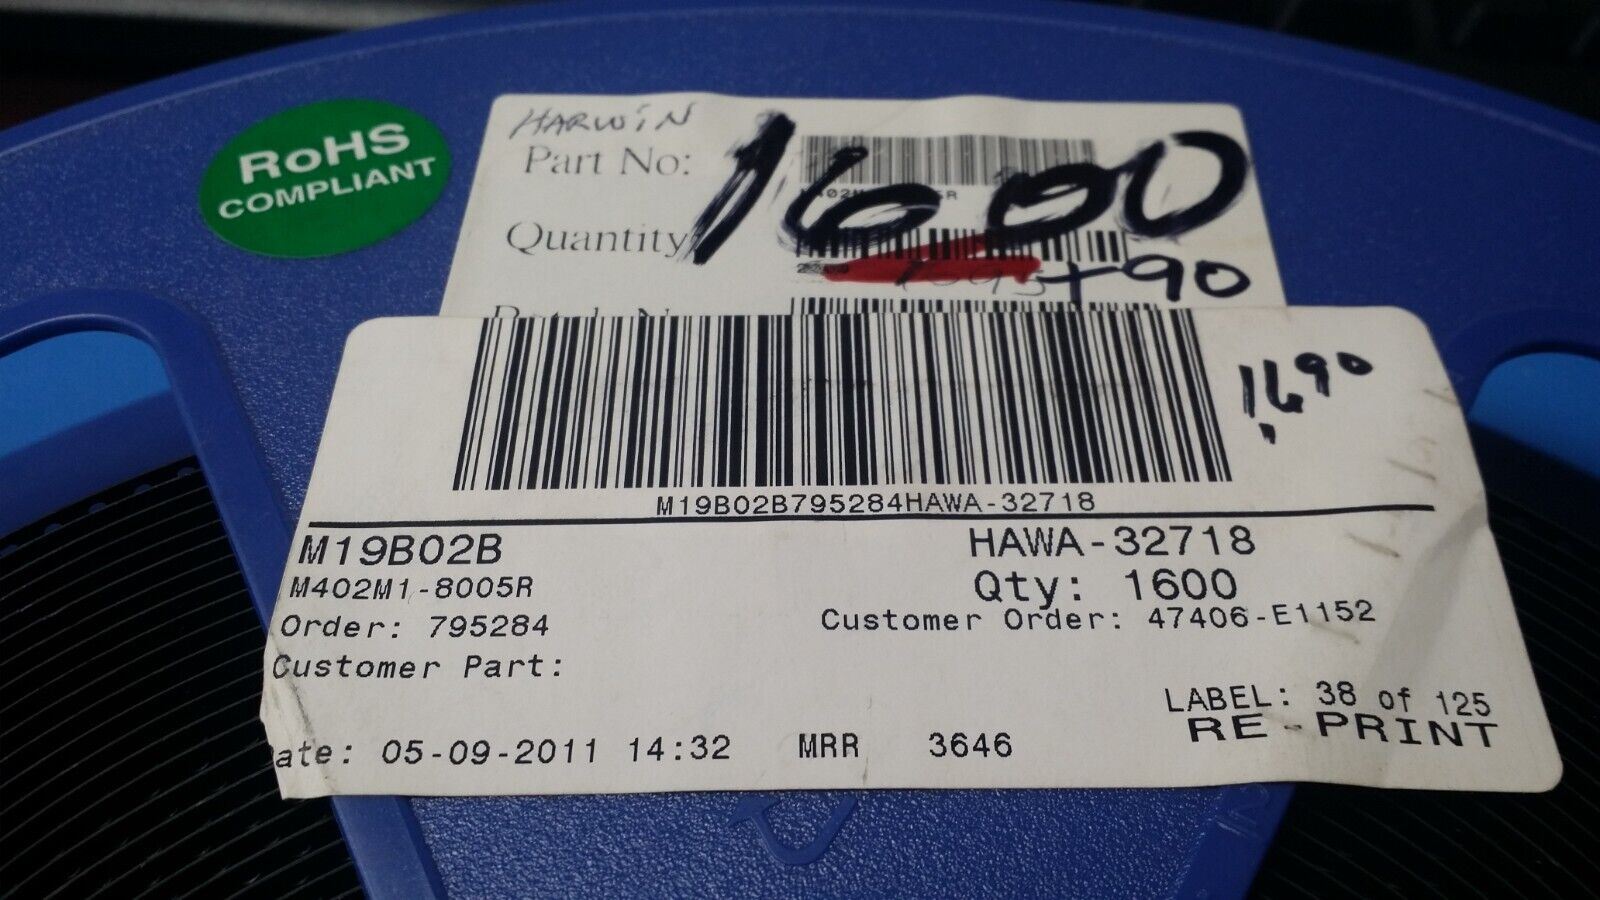 RoHS
COMPLIANT
HARWIN
Part No:
1600
Quantity
+90
1690
M19B02B795284HAWA-32718
M19B02B HAWA-32718
M402M1-8005R Qty: 1600
Order: 795284 Customer Order: 47406-E1152
Customer Part:
LABEL: 38 of 125
RE-PRINT
ate: 05-09-2011 14:32 MRR 3646